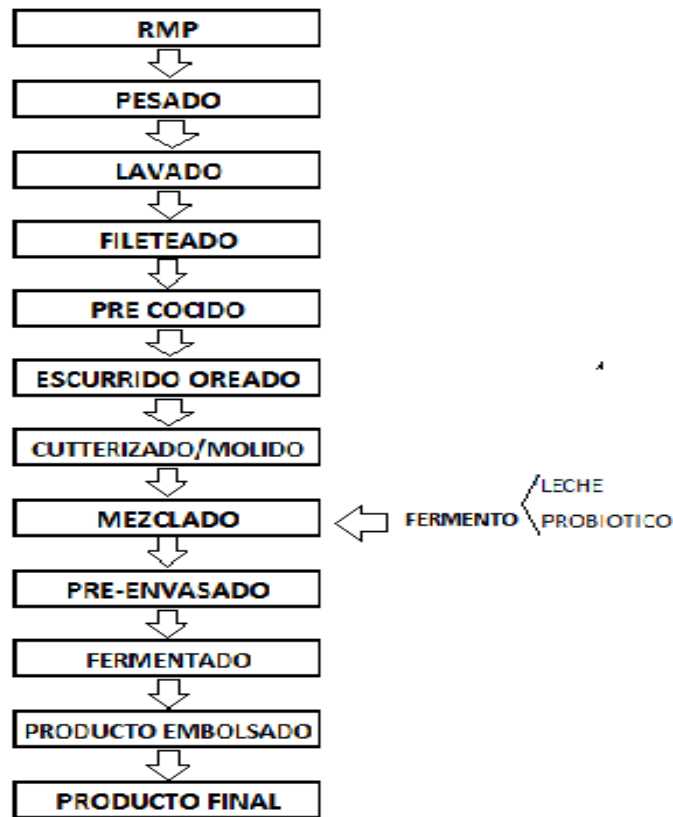 RMP
PESADO
LAVADO
FILETEADO
PRE COCIDO
ESCURRIDO OREADO
CUTTERIZADO/MOLIDO
MEZCLADO
FERMENTO
LECHE
PROBIOTICO
PRE-ENVASADO
FERMENTADO
PRODUCTO EMBOLSADO
PRODUCTO FINAL